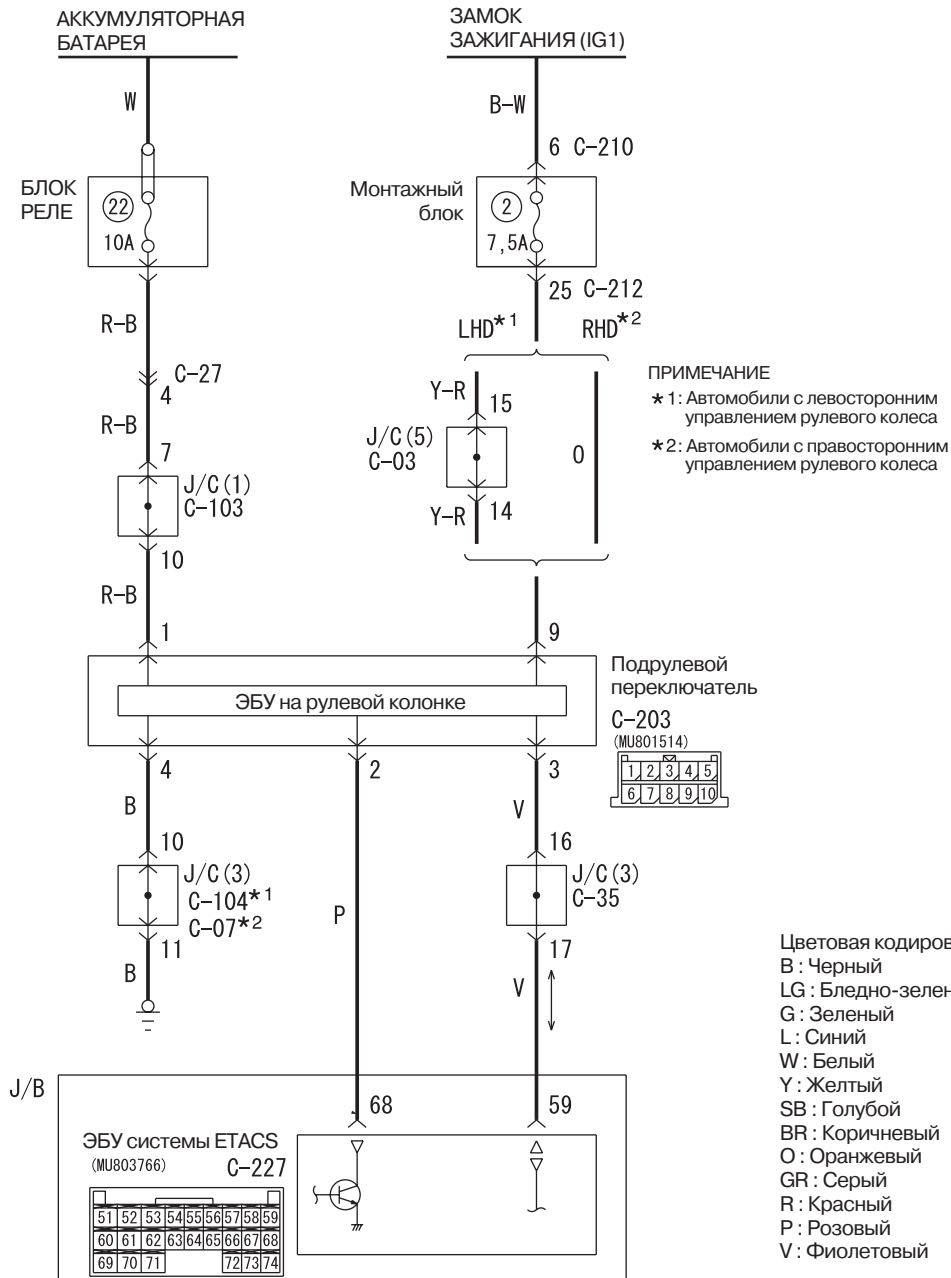 АККУМУЛЯТОРНАЯ
БАТАРЕЯ
ЗАМОК
ЗАЖИГАНИЯ (IG1)
W
B-W
6 C-210
БЛОК
РЕЛЕ
22
10A
Монтажный
блок
2
7,5A
25 C-212
R-B
LHD*1
RHD*2
C-27
4
R-B
7
J/C(1)
C-103
10
R-B
1
Y-R
15
J/C(5)
C-03
Y-R
14
O
9
ПРИМЕЧАНИЕ
*1: Автомобили с левосторонним
управлением рулевого колеса
*2: Автомобили с правосторонним
управлением рулевого колеса
ЭБУ на рулевой колонке
Подрулевой
переключатель
C-203
(MU801514)
1 2 3 4 5
6 7 8 9 10
4
2
3
B
V
10
16
J/C(3)
C-104*1
C-07*2
P
J/C(3)
C-35
11
17
B
V
J/B
68
59
ЭБУ системы ETACS
(MU803766)
C-227
51 52 53 54 55 56 57 58 59
60 61 62 63 64 65 66 67 68
69 70 71 72 73 74
Цветовая кодиров
B : Черный
LG : Бледно-зелен
G : Зеленый
L : Синий
W : Белый
Y : Желтый
SB : Голубой
BR : Коричневый
O : Оранжевый
GR : Серый
R : Красный
P : Розовый
V : Фиолетовый